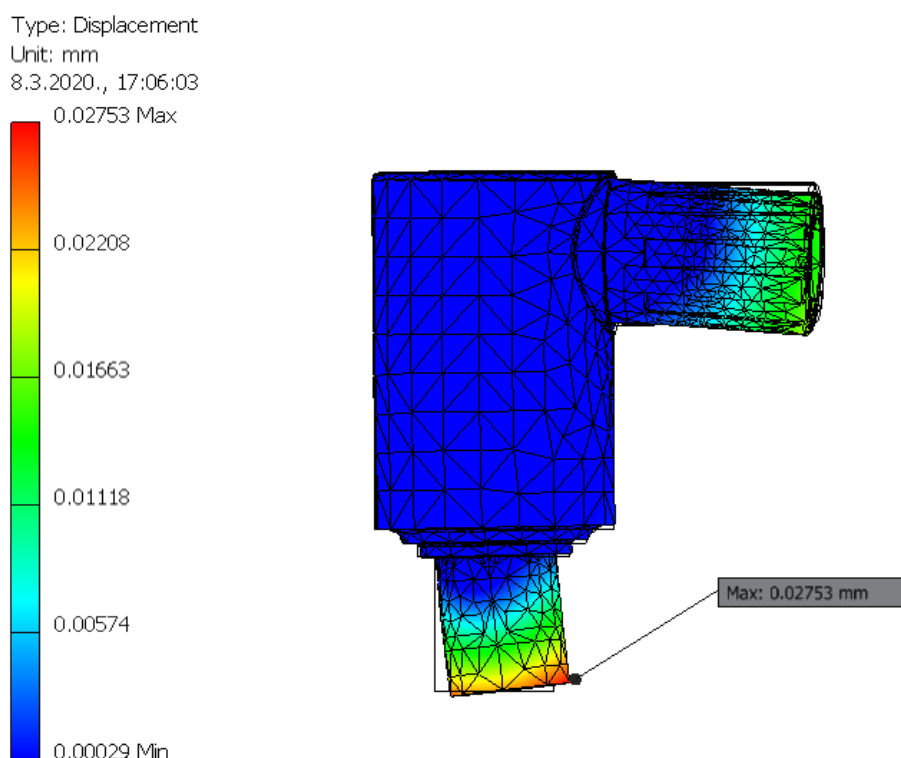 Type: Displacement
Unit: mm
8.3.2020., 17:06:03
0.02753 Max
0.02208
0.01663
0.01118
0.00574
0.00029 Min
Max: 0.02753 mm